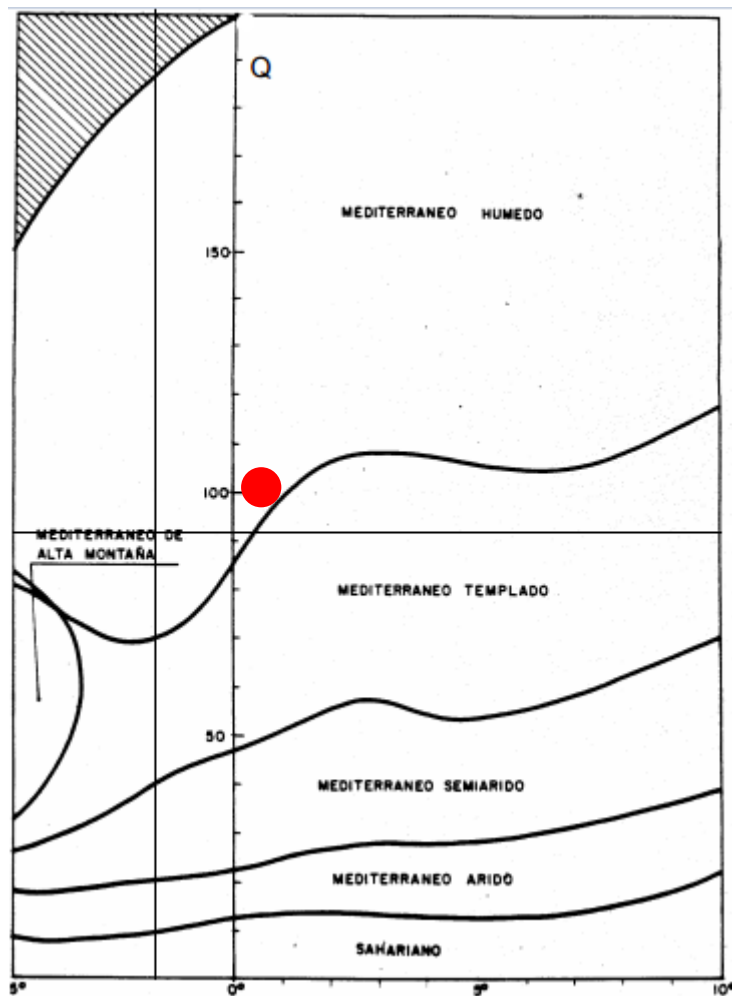 Q
MEDITERRANEO HUMEDO
150
100
MEDITERRANEO DE
ALTA MONTAÑA
MEDITERRANEO TEMPLADO
50
MEDITERRANEO SEMIARIDO
MEDITERRANEO ARIDO
SAHARIANO
5° 0° 5° 10°